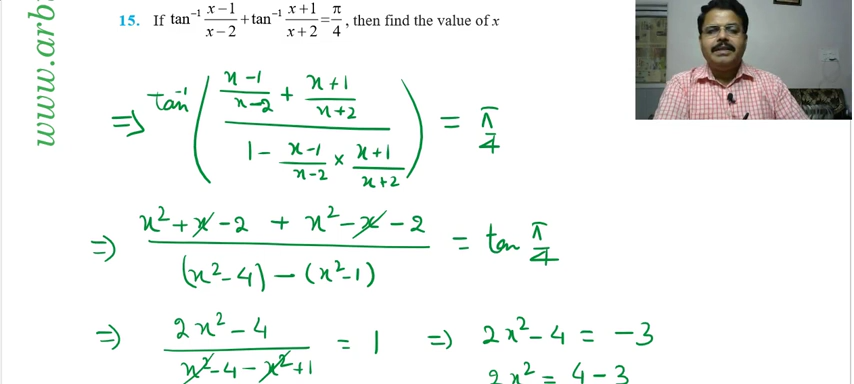 www.arb
15. If tan⁻¹ (x−1)/(x−2) + tan⁻¹ (x+1)/(x+2) = π/4, then find the value of x
⇒ tan⁻¹ ( ( (x−1)/(x−2) + (x+1)/(x+2) ) / ( 1 − (x−1)/(x−2) × (x+1)/(x+2) ) ) = π/4
⇒ ( x² + x − 2 + x² − x − 2 ) / ( (x²−4) − (x²−1) ) = tan π/4
⇒ ( 2x² − 4 ) / ( x² − 4 − x² + 1 ) = 1 ⇒ 2x² − 4 = −3
2x² = 4 − 3